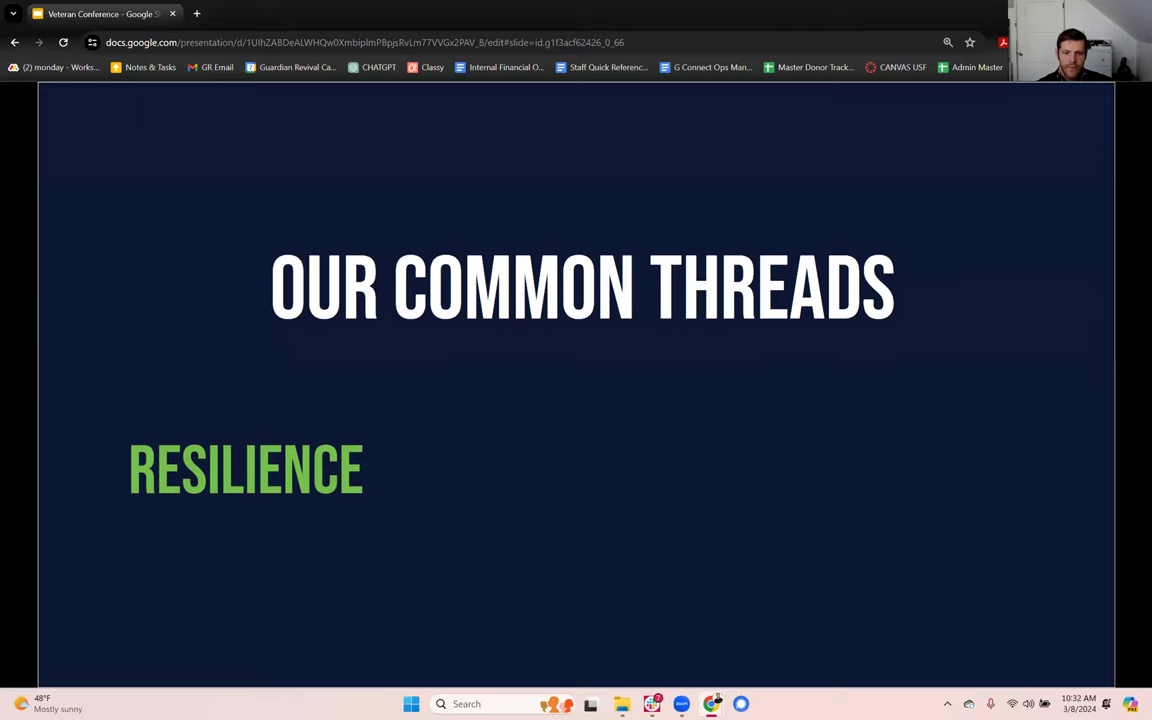 Veteran Conference - Google S
docs.google.com/presentation/d/1UIhZABDeALWHQw0XmbiplmPBpjsRvLm77VVGx2PAV_8/edit#slide=id.g1f3acf62426_0_66
(2) monday - Works...
Notes & Tasks
GR Email
Guardian Revival Ca...
CHATGPT
Classy
Internal Financial O...
Staff Quick Referenc...
G Connect Ops Man...
Master Donor Track...
CANVAS USF
Admin Master
OUR COMMON THREADS
RESILIENCE
48°F
Mostly sunny
Search
10:32 AM
3/8/2024